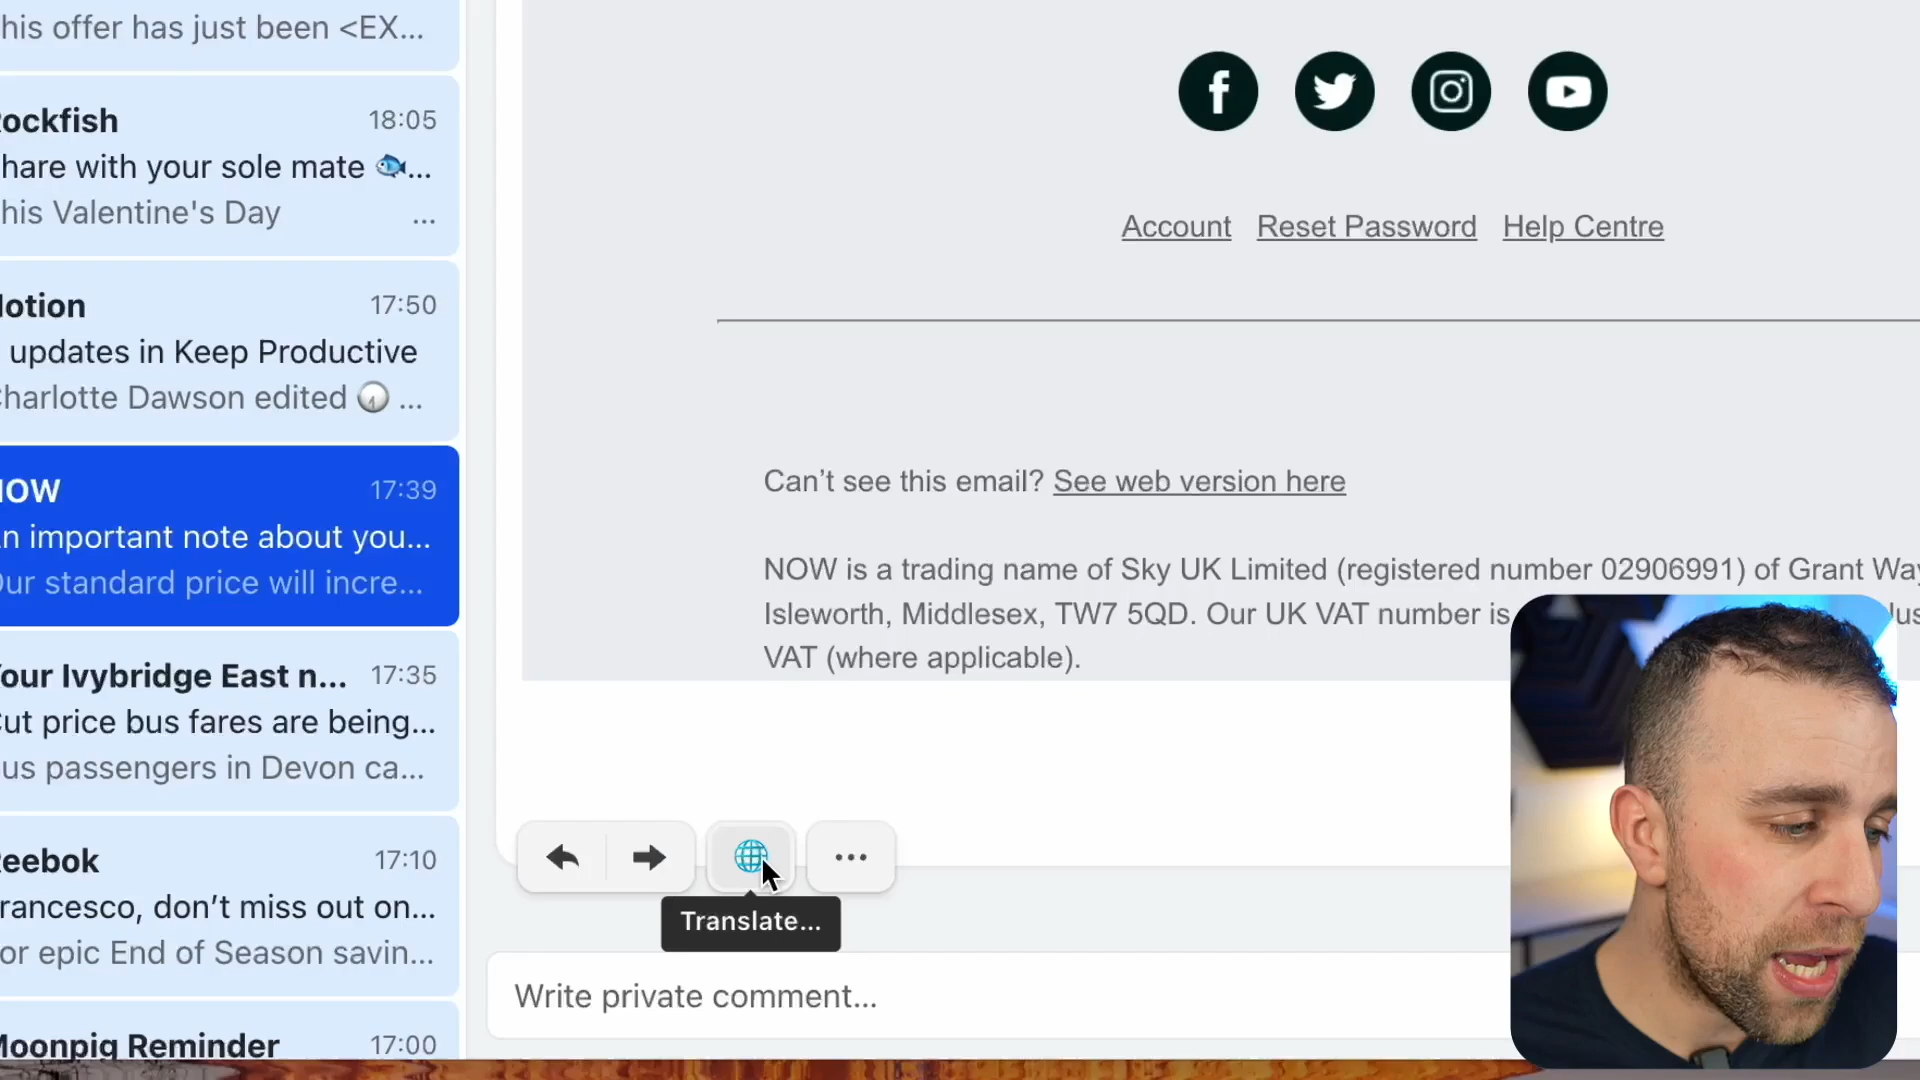 his offer has just been <EX...
ockfish 18:05
hare with your sole mate 🐟...
his Valentine's Day ...
otion 17:50
updates in Keep Productive
harlotte Dawson edited 🕡 ...
OW 17:39
n important note about you...
ur standard price will incre...
our Ivybridge East n... 17:35
ut price bus fares are being...
us passengers in Devon ca...
eebok 17:10
rancesco, don’t miss out on...
or epic End of Season savin...
oonpig Reminder 17:00
Account Reset Password Help Centre
Can’t see this email? See web version here
NOW is a trading name of Sky UK Limited (registered number 02906991) of Grant Way
Isleworth, Middlesex, TW7 5QD. Our UK VAT number is
VAT (where applicable).
Translate...
Write private comment...